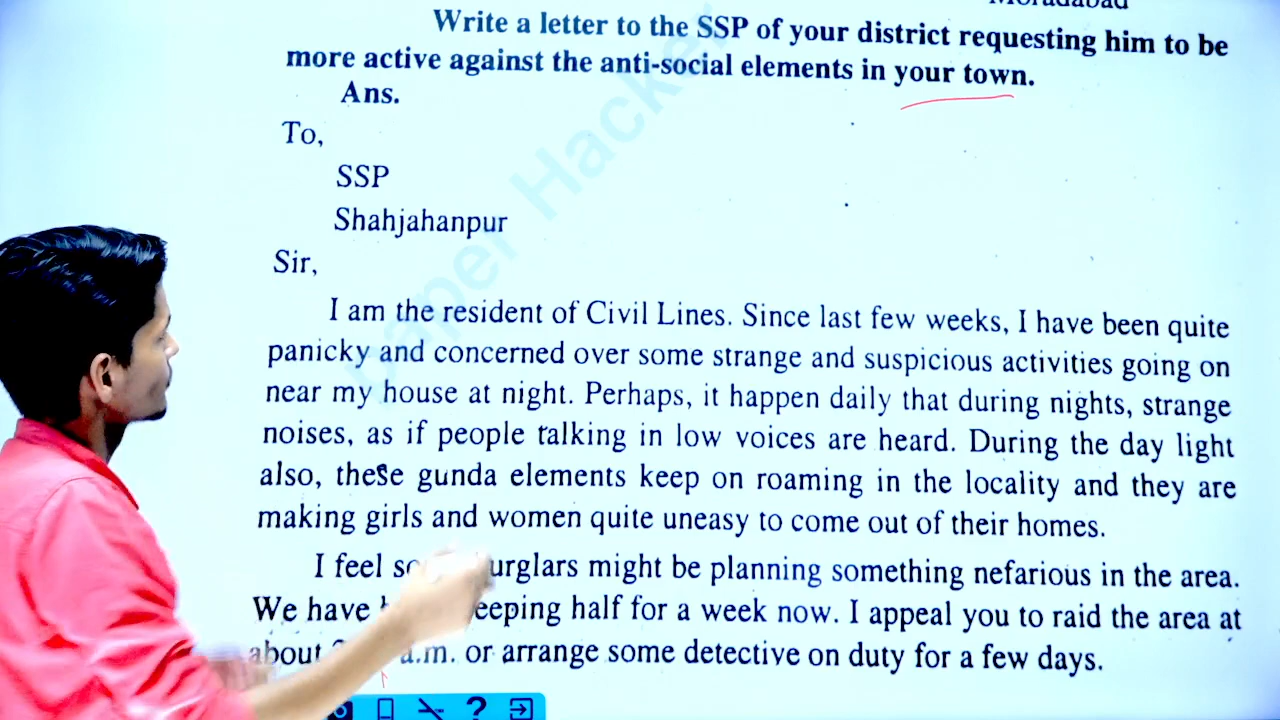 Moradabad
Write a letter to the SSP of your district requesting him to be
more active against the anti-social elements in your town.
Ans.
To,
SSP
Shahjahanpur
Sir,
I am the resident of Civil Lines. Since last few weeks, I have been quite
panicky and concerned over some strange and suspicious activities going on
near my house at night. Perhaps, it happen daily that during nights, strange
noises, as if people talking in low voices are heard. During the day light
also, these gunda elements keep on roaming in the locality and they are
making girls and women quite uneasy to come out of their homes.
I feel might be planning something nefarious in the area.
We have half for a week now. I appeal you to raid the area at
about a.m. or arrange some detective on duty for a few days.
paper Hacker
?